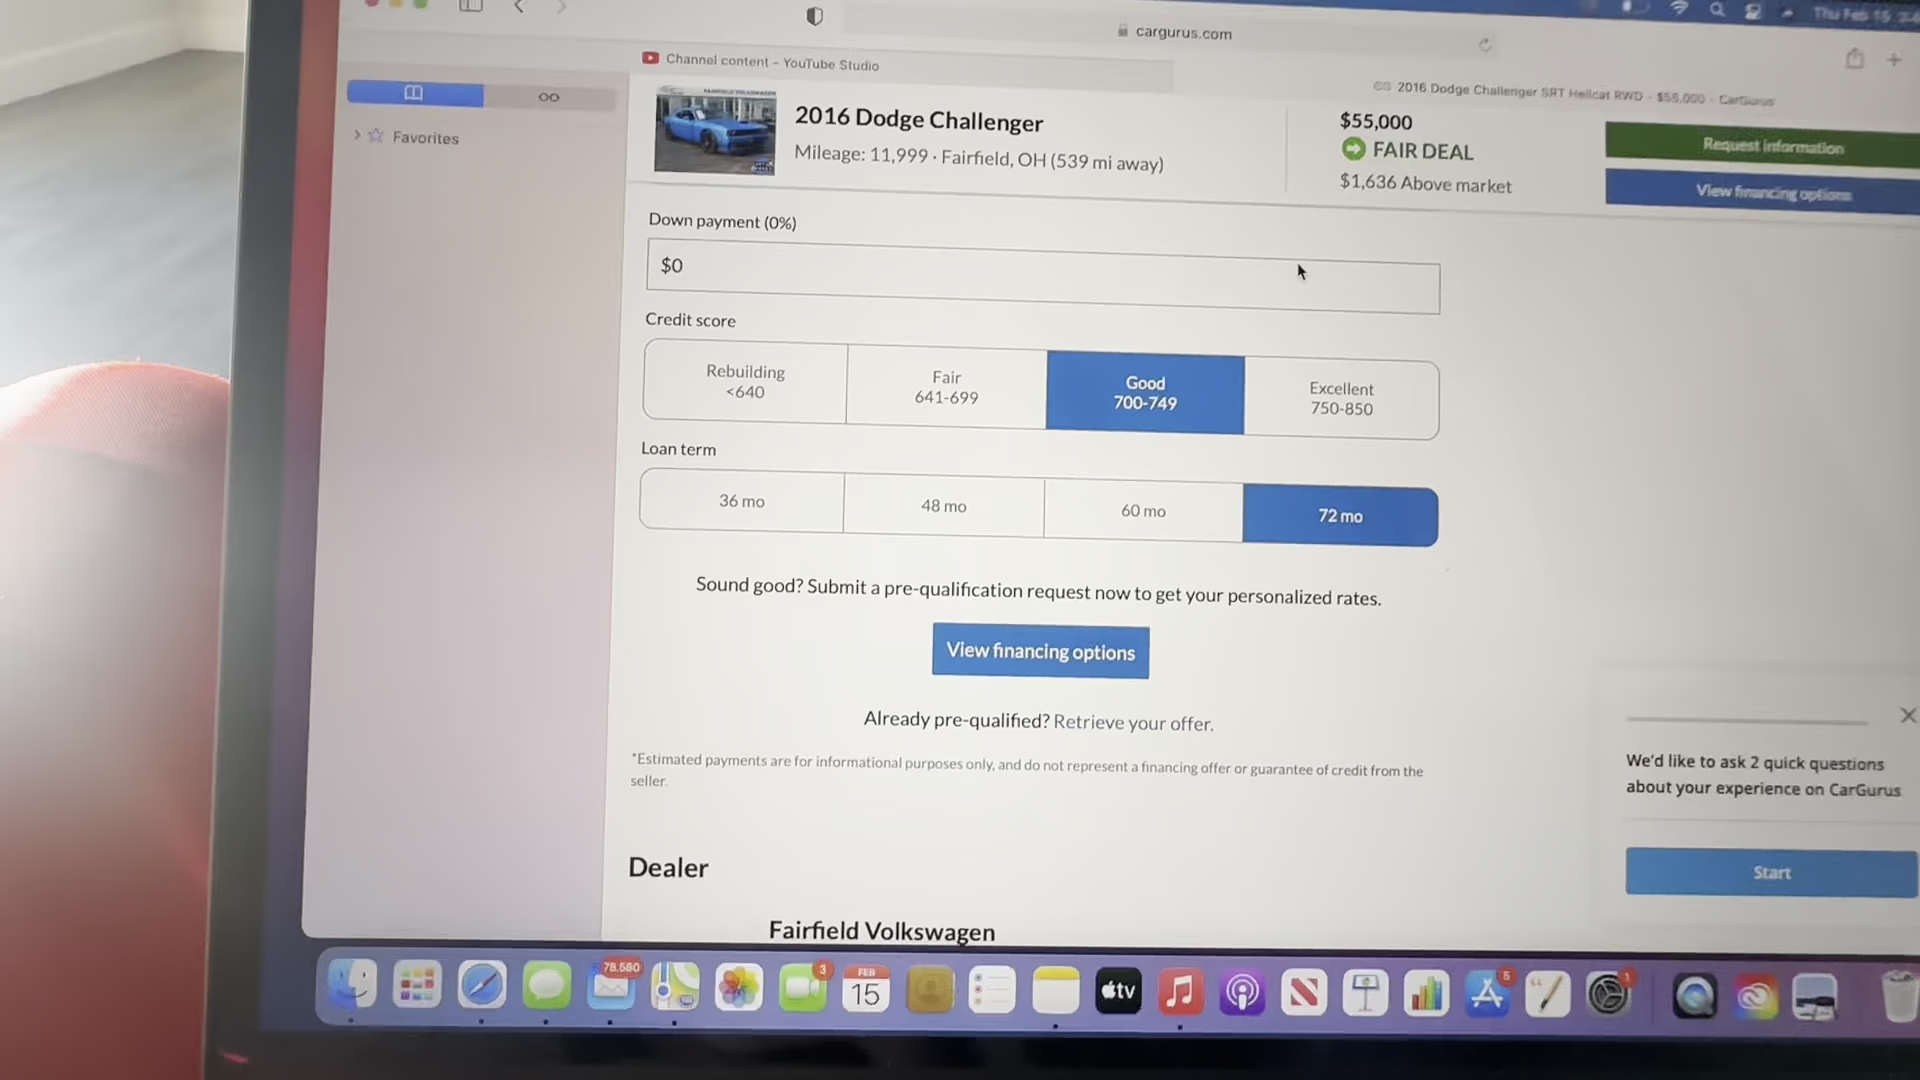 Thu Feb 15
cargurus.com
Channel content - YouTube Studio
2016 Dodge Challenger SRT Hellcat RWD - $55,000 - CarGurus
Favorites
2016 Dodge Challenger
Mileage: 11,999 · Fairfield, OH (539 mi away)
$55,000
FAIR DEAL
$1,636 Above market
Request information
View financing options
Down payment (0%)
$0
Credit score
Rebuilding
<640
Fair
641-699
Good
700-749
Excellent
750-850
Loan term
36 mo
48 mo
60 mo
72 mo
Sound good? Submit a pre-qualification request now to get your personalized rates.
View financing options
Already pre-qualified? Retrieve your offer.
*Estimated payments are for informational purposes only, and do not represent a financing offer or guarantee of credit from the
seller.
We'd like to ask 2 quick questions
about your experience on CarGurus
Start
Dealer
Fairfield Volkswagen
78,560
3
FEB
15
tv
5
1